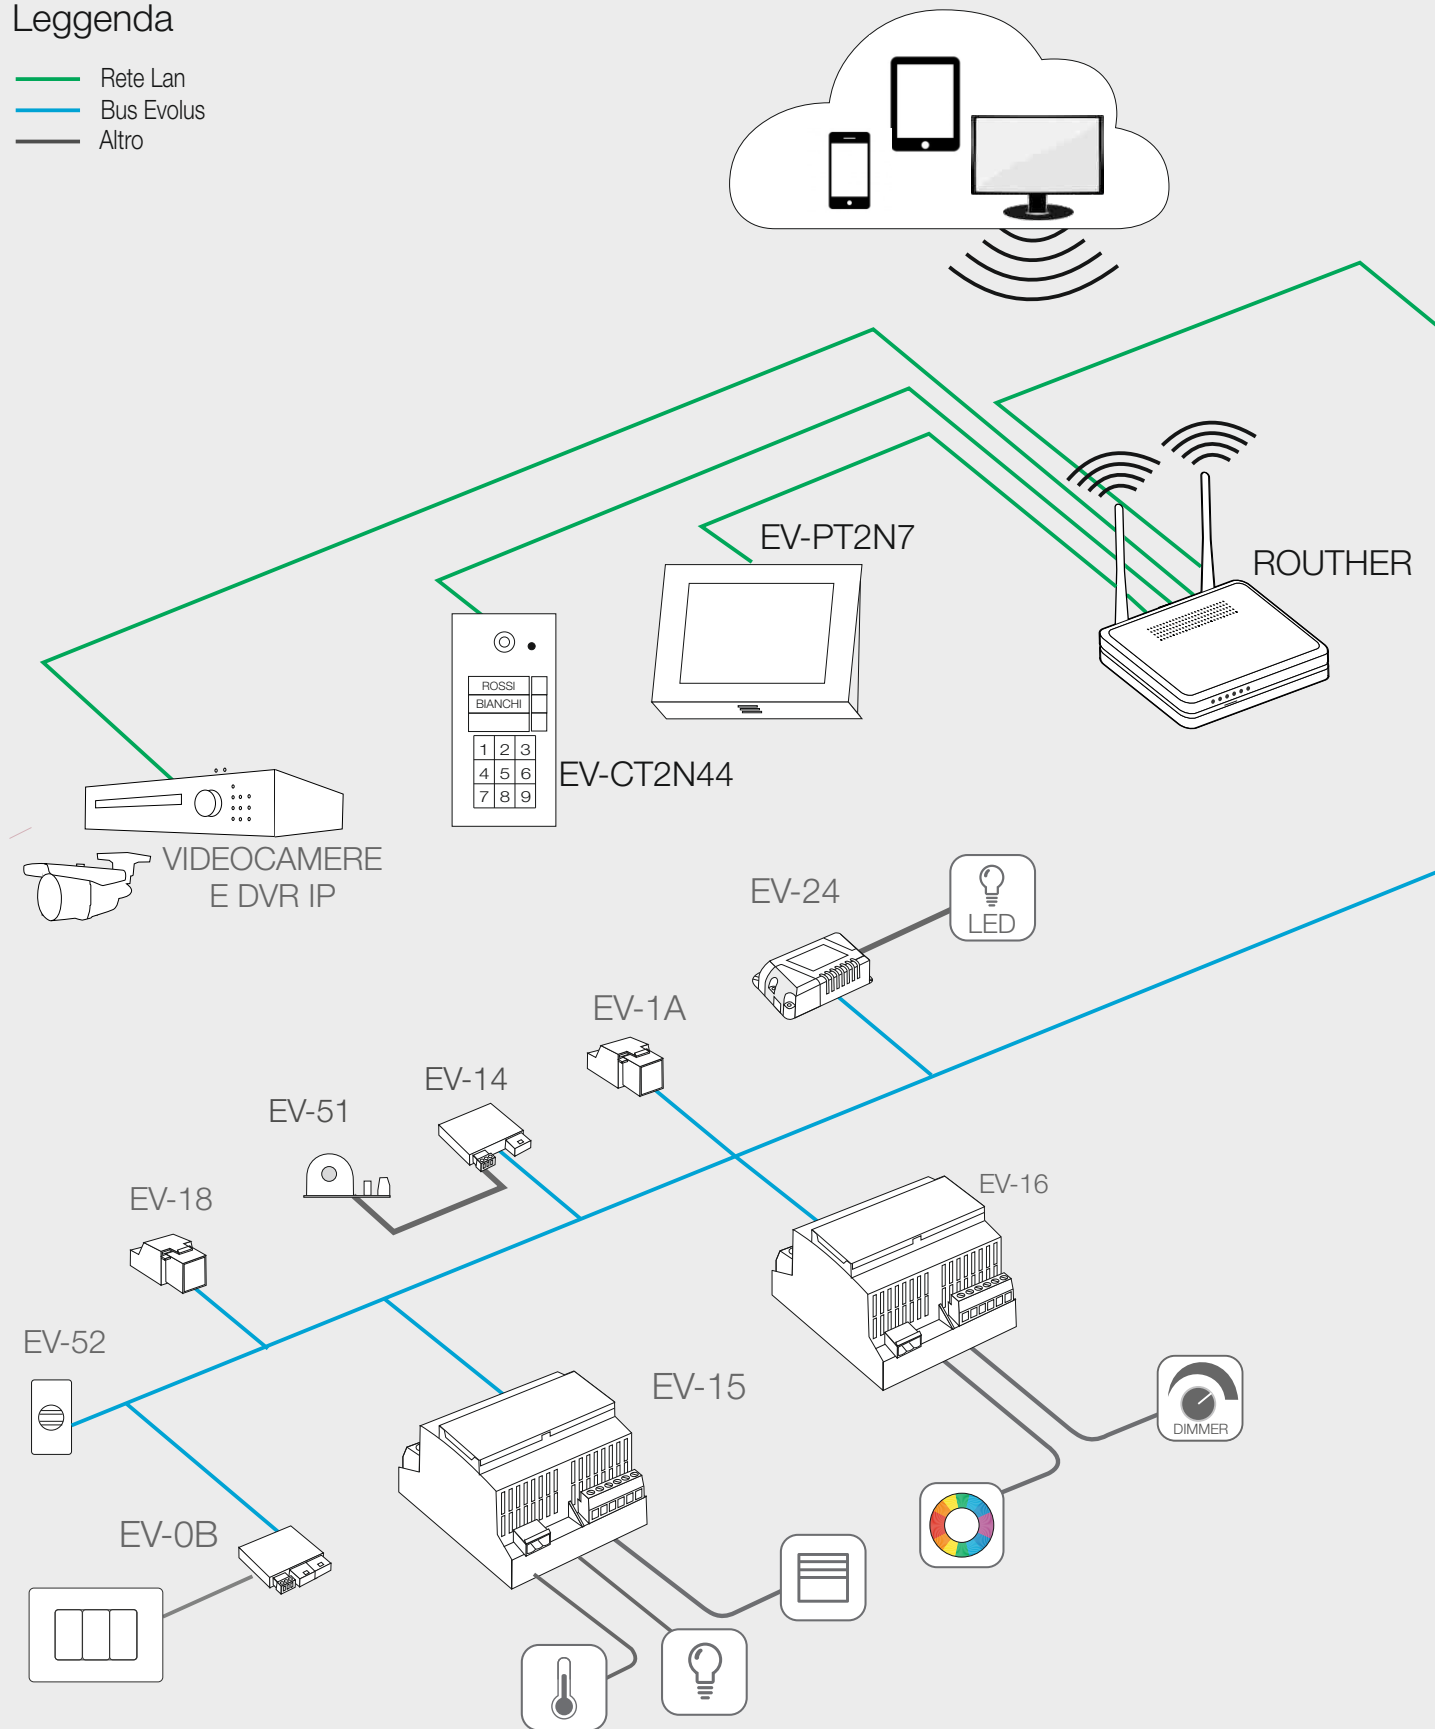 Leggenda
Rete Lan
Bus Evolus
Altro
EV-PT2N7
ROUTHER
ROSSI
BIANCHI
1 2 3
4 5 6
7 8 9
EV-CT2N44
VIDEOCAMERE
E DVR IP
EV-24
LED
EV-1A
EV-14
EV-51
EV-18
EV-16
EV-52
EV-15
DIMMER
EV-0B